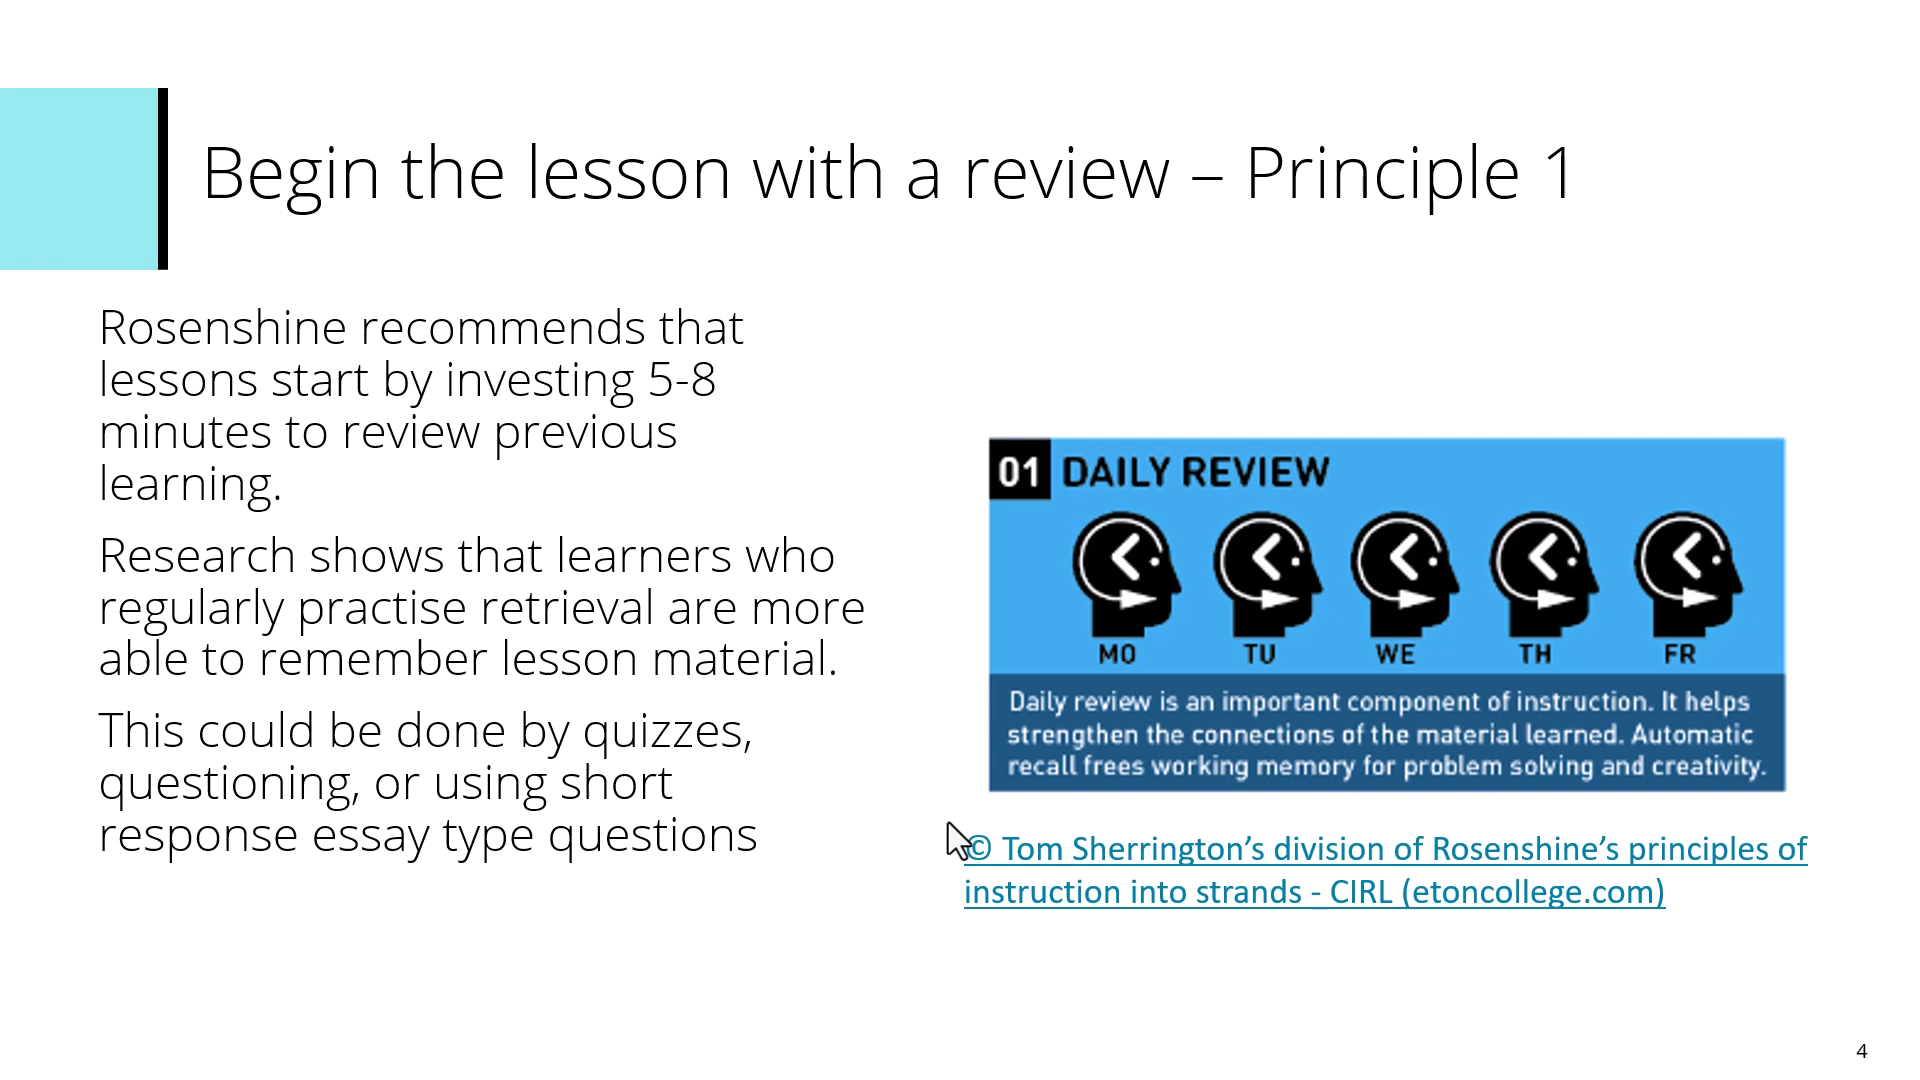 Begin the lesson with a review – Principle 1
Rosenshine recommends that
lessons start by investing 5-8
minutes to review previous
learning.
Research shows that learners who
regularly practise retrieval are more
able to remember lesson material.
This could be done by quizzes,
questioning, or using short
response essay type questions
01 DAILY REVIEW
MO TU WE TH FR
Daily review is an important component of instruction. It helps
strengthen the connections of the material learned. Automatic
recall frees working memory for problem solving and creativity.
© Tom Sherrington’s division of Rosenshine’s principles of
instruction into strands - CIRL (etoncollege.com)
4